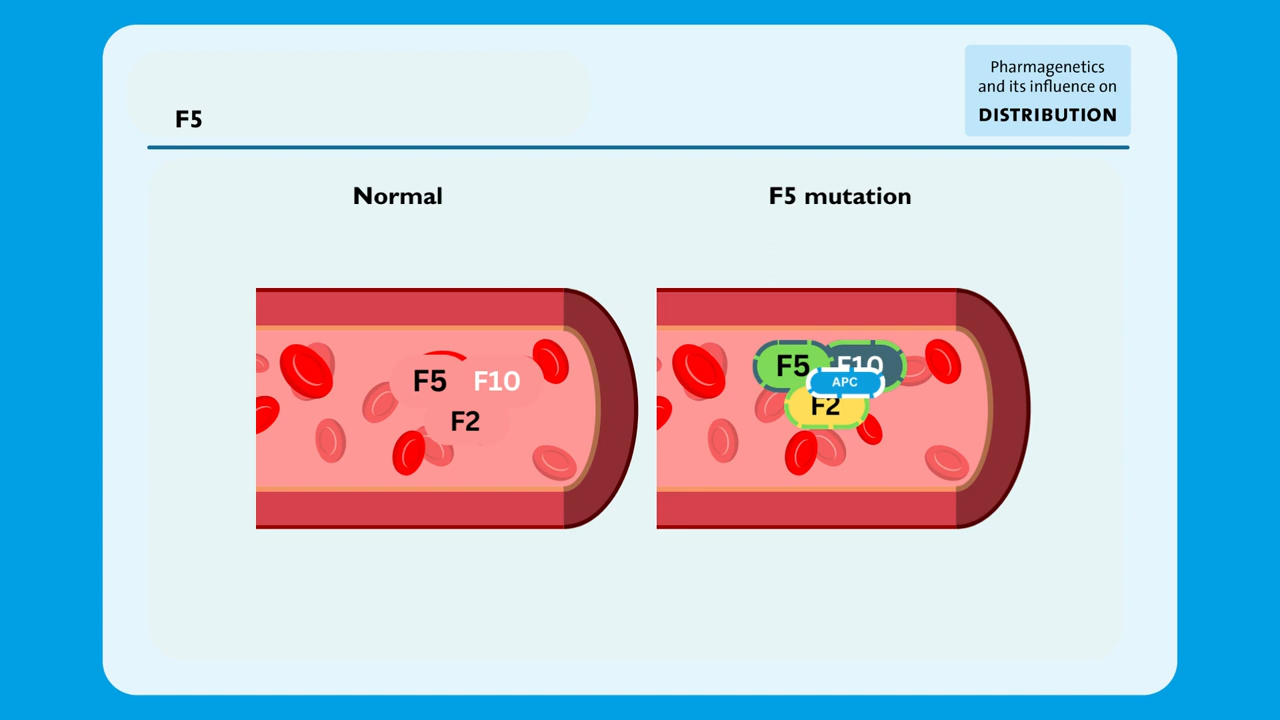 Pharmagenetics
and its influence on
DISTRIBUTION
F5
Normal
F5 mutation
F5 F10
F2
F5 F10
APC
F2